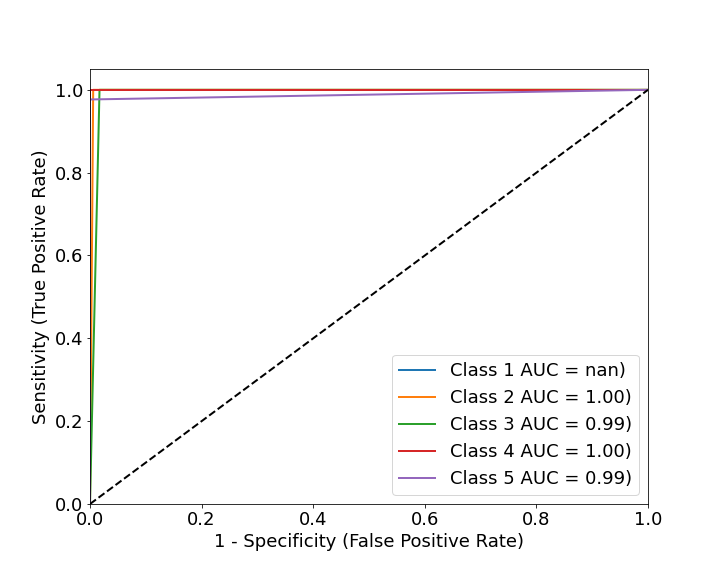 1.0
0.8
0.6
0.4
0.2
0.0
Sensitivity (True Positive Rate)
Class 1 AUC = nan)
Class 2 AUC = 1.00)
Class 3 AUC = 0.99)
Class 4 AUC = 1.00)
Class 5 AUC = 0.99)
0.0 0.2 0.4 0.6 0.8 1.0
1 - Specificity (False Positive Rate)